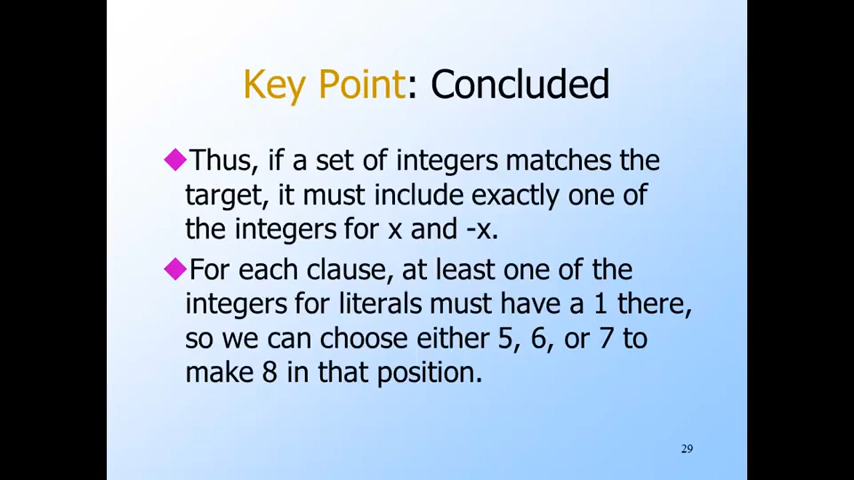 Key Point: Concluded
Thus, if a set of integers matches the
target, it must include exactly one of
the integers for x and -x.
For each clause, at least one of the
integers for literals must have a 1 there,
so we can choose either 5, 6, or 7 to
make 8 in that position.
29